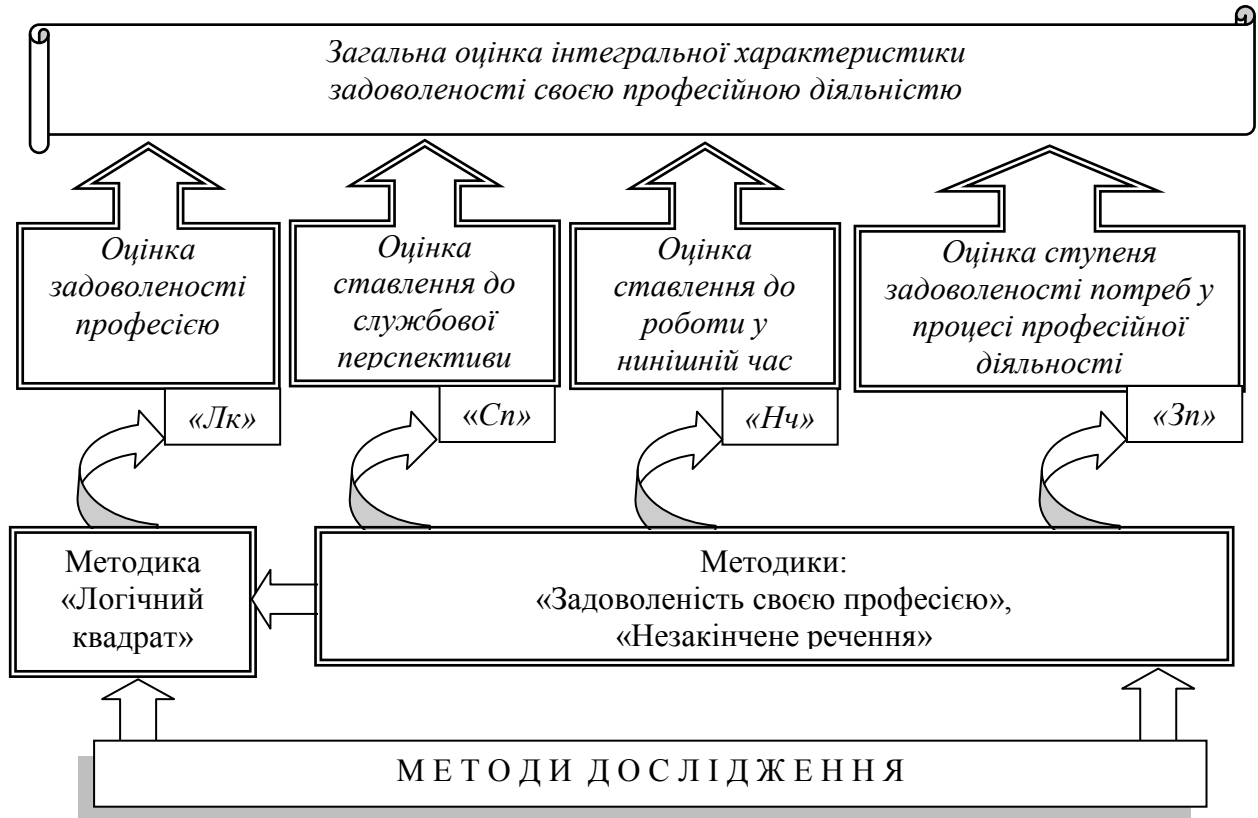 Загальна оцінка інтегральної характеристики
задоволеності своєю професійною діяльністю
Оцінка
задоволеності
професією
Оцінка
ставлення до
службової
перспективи
Оцінка
ставлення до
роботи у
нинішній час
Оцінка ступеня
задоволеності потреб у
процесі професійної
діяльності
«Лк»
«Сп»
«Нч»
«Зп»
Методика
«Логічний
квадрат»
Методики:
«Задоволеність своєю професією»,
«Незакінчене речення»
М Е Т О Д И Д О С Л І Д Ж Е Н Н Я